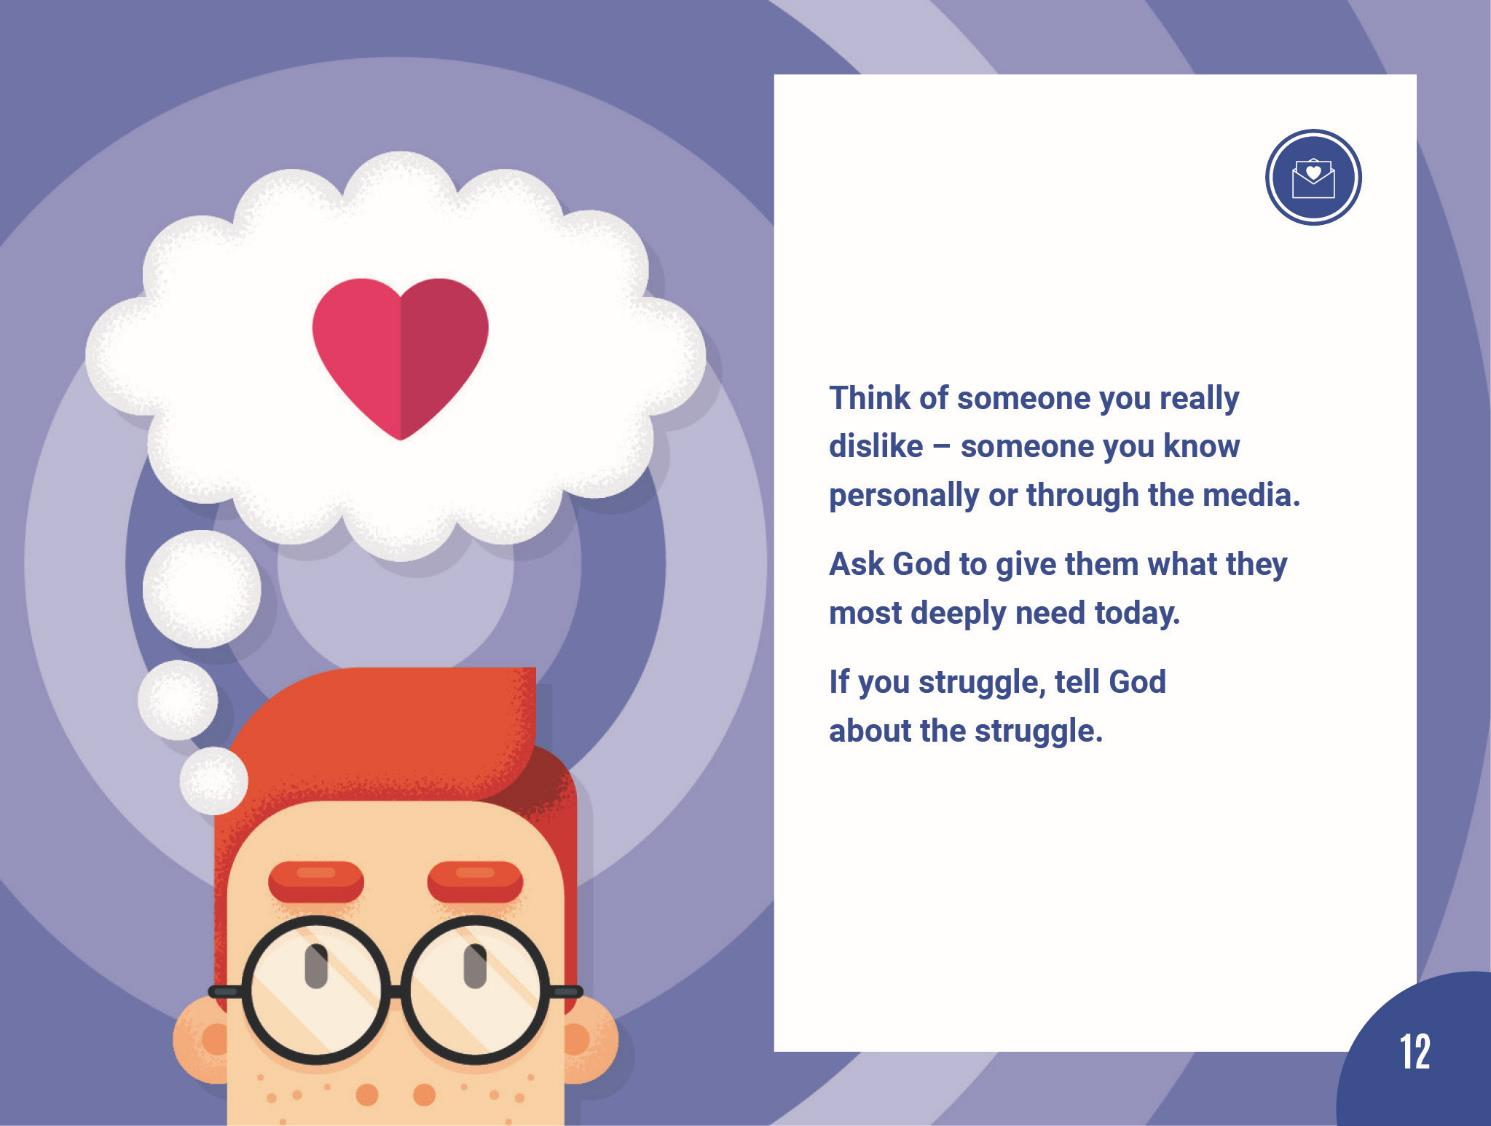 Think of someone you really
dislike – someone you know
personally or through the media.
Ask God to give them what they
most deeply need today.
If you struggle, tell God
about the struggle.
12